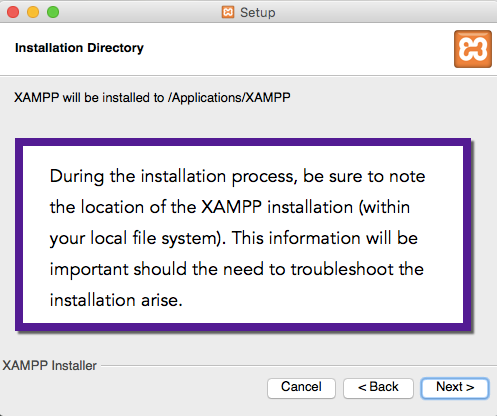 Setup
Installation Directory
XAMPP will be installed to /Applications/XAMPP
During the installation process, be sure to note
the location of the XAMPP installation (within
your local file system). This information will be
important should the need to troubleshoot the
installation arise.
XAMPP Installer
Cancel
< Back
Next >